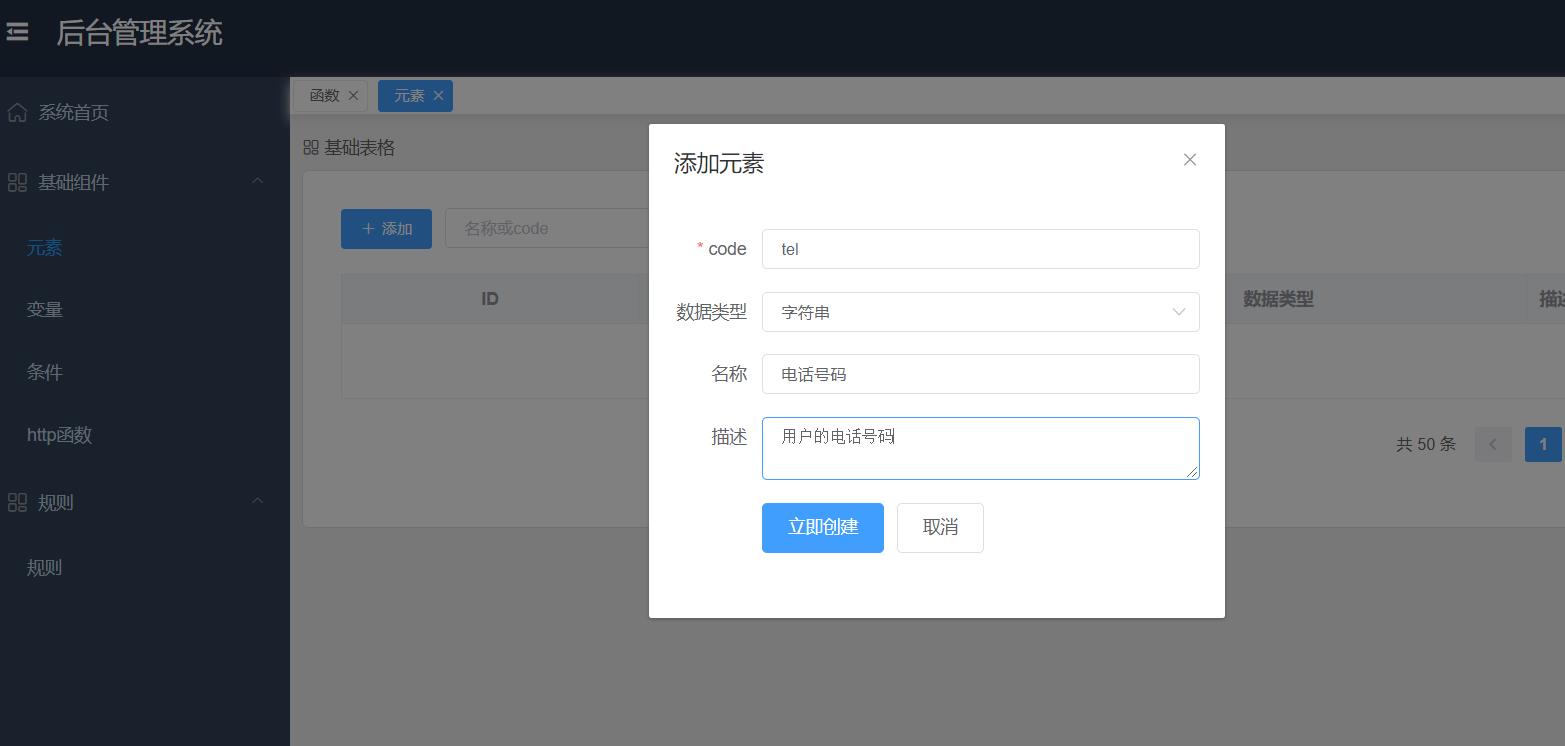 后台管理系统
系统首页
基础组件
元素
变量
条件
http函数
规则
规则
函数 元素
基础表格
添加 名称或code
ID 数据类型
共 50 条 1
添加元素
* code tel
数据类型 字符串
名称 电话号码
描述 用户的电话号码
立即创建 取消